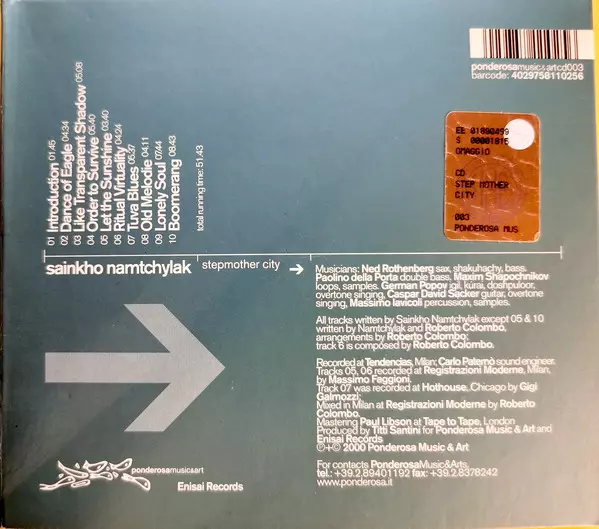 ponderosamusic&artcd003
barcode: 4029758110256
EE 01890499
S 00001815
OMAGGIO
CD
STEP MOTHER
CITY
003
PONDEROSA MUS
01 Introduction 01.45
02 Dance of Eagle 04.34
03 Like Transparent Shadow 05.08
04 Order to Survive 05.40
05 Let the Sunshine 03.40
06 Ritual Virtuality 04.24
07 Tuva Blues 05.37
08 Old Melodie 04.11
09 Lonely Soul 07.44
10 Boomerang 08.43
total running time: 51.43
sainkho namtchylak | stepmother city
Musicians: Ned Rothenberg sax, shakuhachy, bass.
Paolino della Porta double bass, Maxim Shapochnikov
loops, samples. German Popov igil, kurai, doshpuloor,
overtone singing, Caspar David Sacker guitar, overtone
singing, Massimo Iavicoli percussion, samples.
All tracks written by Sainkho Namtchylak except 05 & 10
written by Namtchylak and Roberto Colombo,
arrangements by Roberto Colombo;
track 6 is composed by Roberto Colombo.
Recorded at Tendencias, Milan; Carlo Paternò sound engineer.
Tracks 05, 06 recorded at Registrazioni Moderne, Milan,
by Massimo Faggioni.
Track 07 was recorded at Hothouse, Chicago by Gigi
Galmozzi;
Mixed in Milan at Registrazioni Moderne by Roberto
Colombo.
Mastering Paul Libson at Tape to Tape, London
Produced by Titti Santini for Ponderosa Music & Art and
Enisai Records
℗+© 2000 Ponderosa Music & Art
For contacts PonderosaMusic&Arts,
tel.: +39.2.89401192 fax: +39.2.8378242
www.ponderosa.it
ponderosamusic&art
Enisai Records